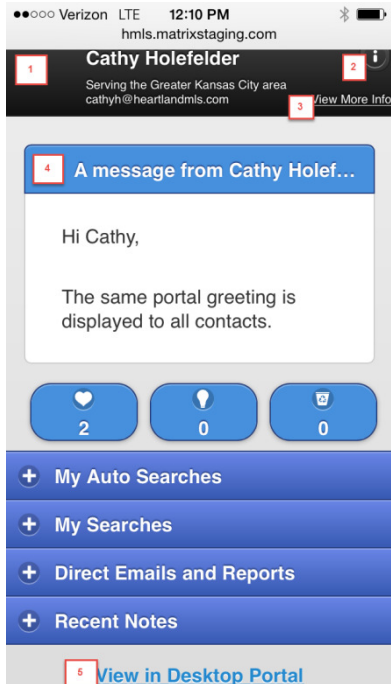 Verizon LTE 12:10 PM
hmls.matrixstaging.com
1
Cathy Holefelder
2
i
Serving the Greater Kansas City area
cathyh@heartlandmls.com
3
View More Info
4
A message from Cathy Holef...
Hi Cathy,
The same portal greeting is
displayed to all contacts.
2 0 0
My Auto Searches
My Searches
Direct Emails and Reports
Recent Notes
5
View in Desktop Portal